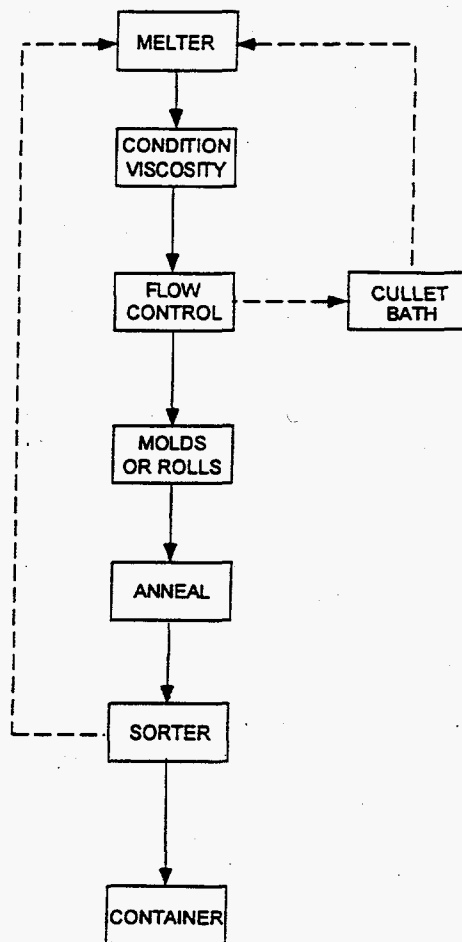 MELTER
CONDITION
VISCOSITY
FLOW
CONTROL
CULLET
BATH
MOLDS
OR ROLLS
ANNEAL
SORTER
CONTAINER